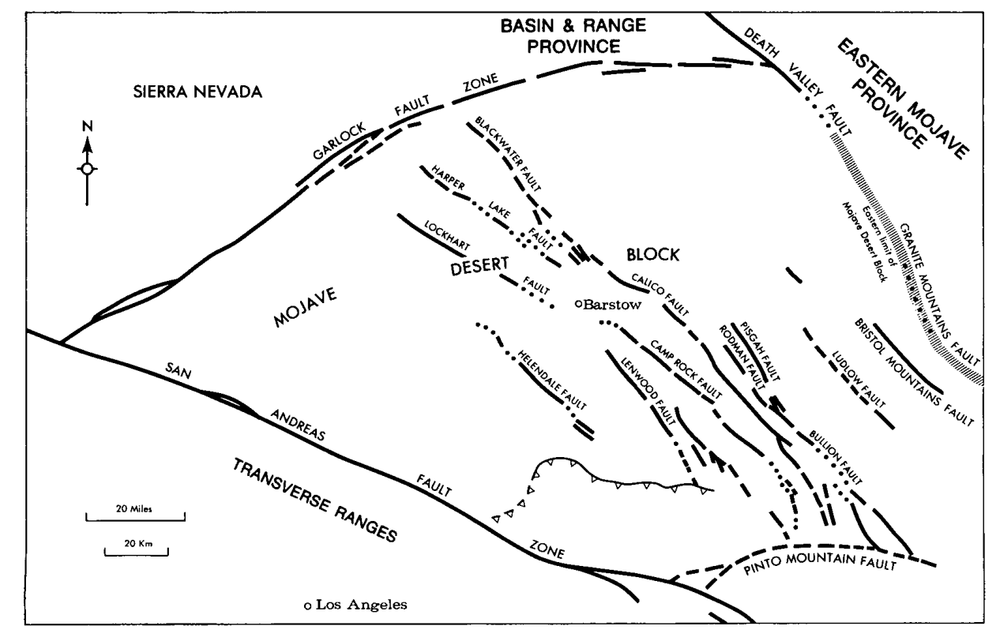 BASIN & RANGE
PROVINCE
SIERRA NEVADA
N
GARLOCK FAULT ZONE
DEATH VALLEY FAULT
EASTERN MOJAVE
PROVINCE
BLACKWATER FAULT
HARPER LAKE FAULT
LOCKHART FAULT
MOJAVE DESERT BLOCK
Eastern limit of
Mojave Desert Block
GRANITE MOUNTAINS FAULT
CALICO FAULT
Barstow
PISGAH FAULT
RODMAN FAULT
CAMP ROCK FAULT
LENWOOD FAULT
HELENDALE FAULT
LUDLOW FAULT
BRISTOL MOUNTAINS FAULT
BULLION FAULT
SAN ANDREAS FAULT ZONE
TRANSVERSE RANGES
20 Miles
20 Km
PINTO MOUNTAIN FAULT
Los Angeles